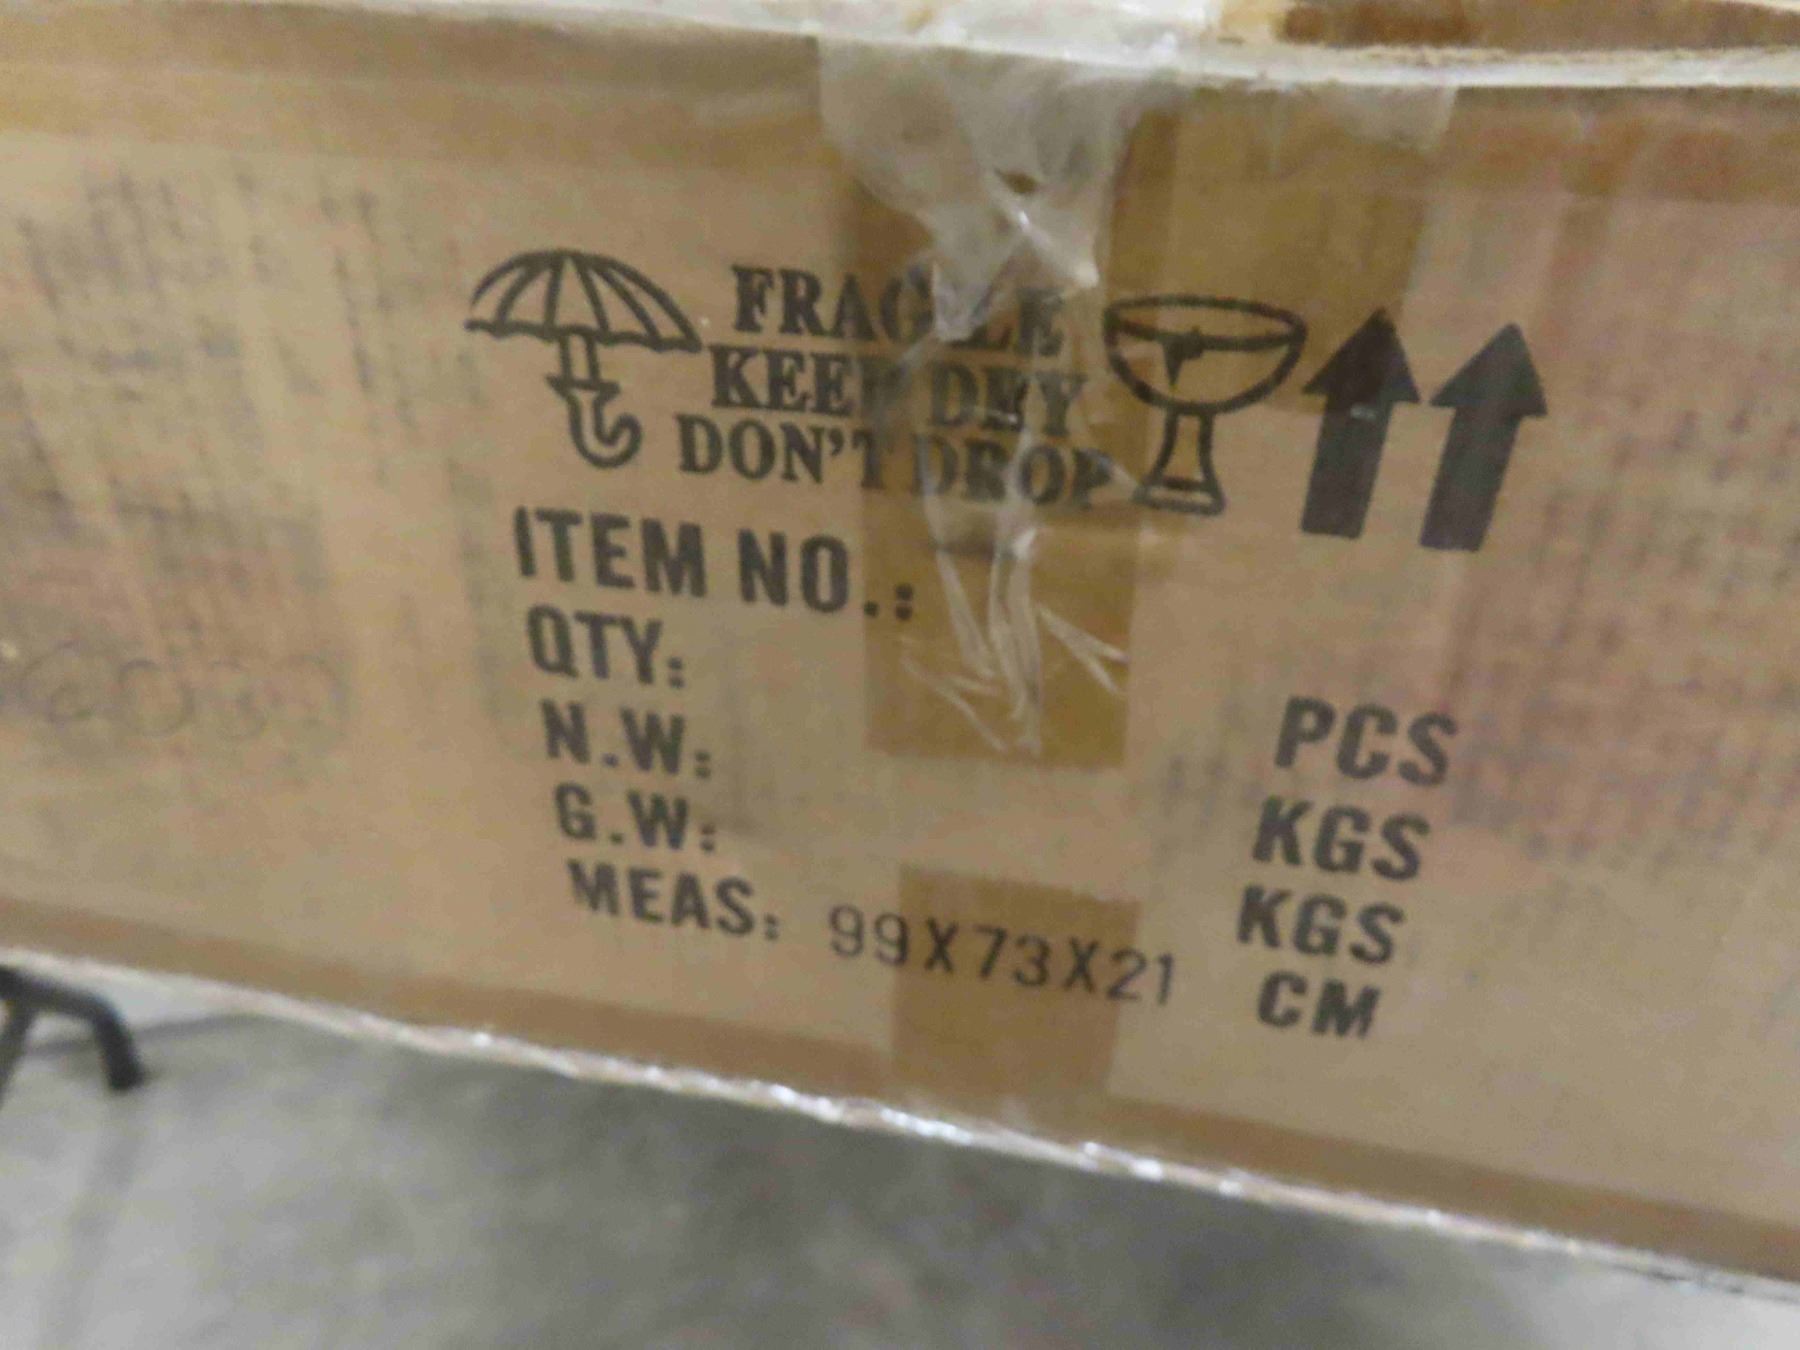 FRAGILE
KEEP DRY
DON'T DROP
ITEM NO.:
QTY: PCS
N.W: KGS
G.W: KGS
MEAS: 99X73X21 CM